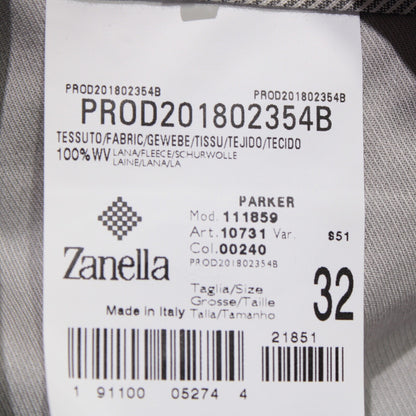 PROD201802354B PROD201802354B
PROD201802354B
TESSUTO/FABRIC/GEWEBE/TISSU/TEJIDO/TECIDO
100%WV LANA/FLEECE/SCHURWOLLE
LAINE/LANA/LA
PARKER
Mod. 111859
Art. 10731 Var. S51
Col. 00240
PROD201802354B
Zanella
Taglia/Size
Grosse/Taille
Talla/Tamanho
32
Made in Italy
21851
1 91100 05274 4